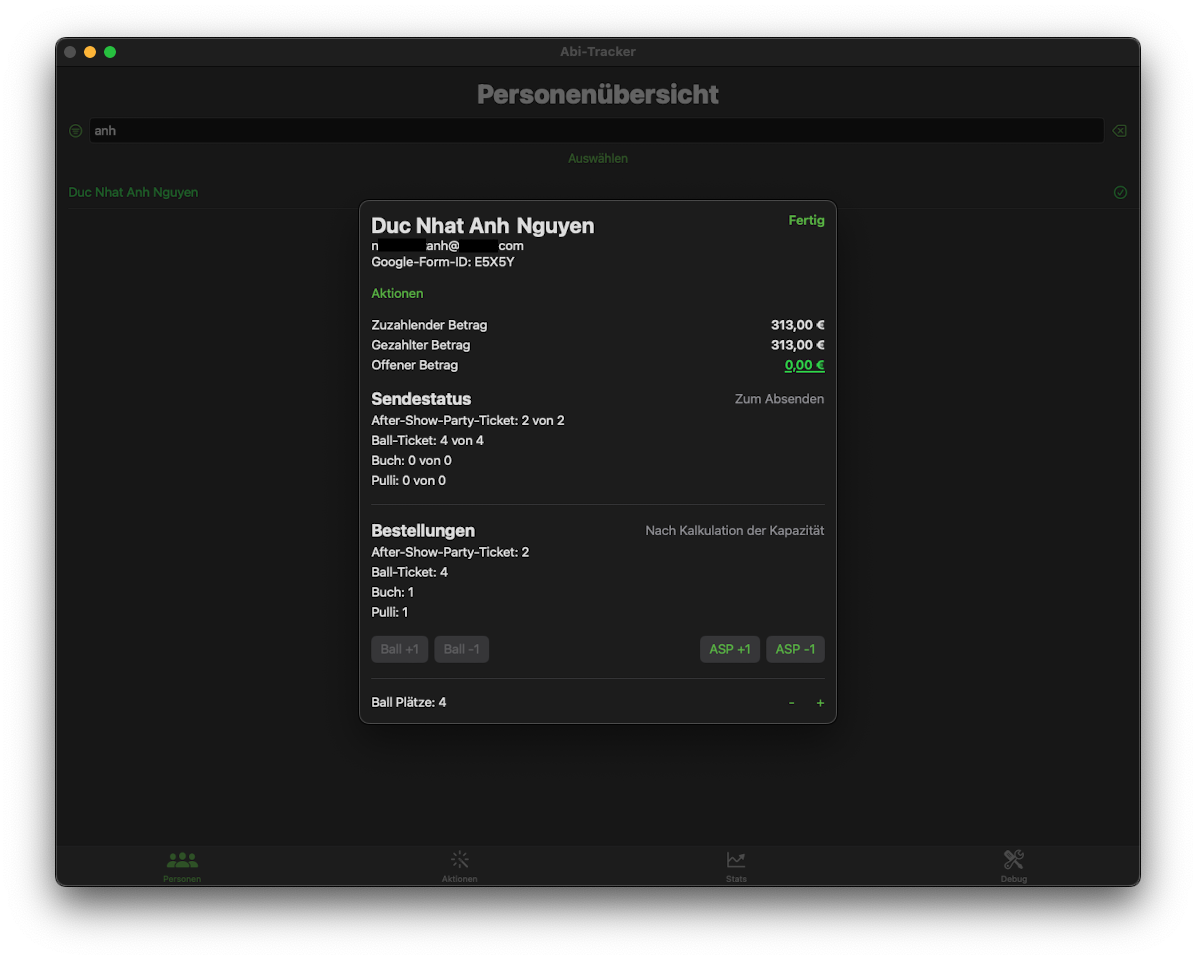 Abi-Tracker
Personenübersicht
anh
Auswählen
Duc Nhat Anh Nguyen
Duc Nhat Anh Nguyen
Fertig
n anh@ com
Google-Form-ID: E5X5Y
Aktionen
Zuzahlender Betrag 313,00 €
Gezahlter Betrag 313,00 €
Offener Betrag 0,00 €
Sendestatus Zum Absenden
After-Show-Party-Ticket: 2 von 2
Ball-Ticket: 4 von 4
Buch: 0 von 0
Pulli: 0 von 0
Bestellungen Nach Kalkulation der Kapazität
After-Show-Party-Ticket: 2
Ball-Ticket: 4
Buch: 1
Pulli: 1
Ball +1 Ball -1 ASP +1 ASP -1
Ball Plätze: 4 - +
Personen Aktionen Stats Debug